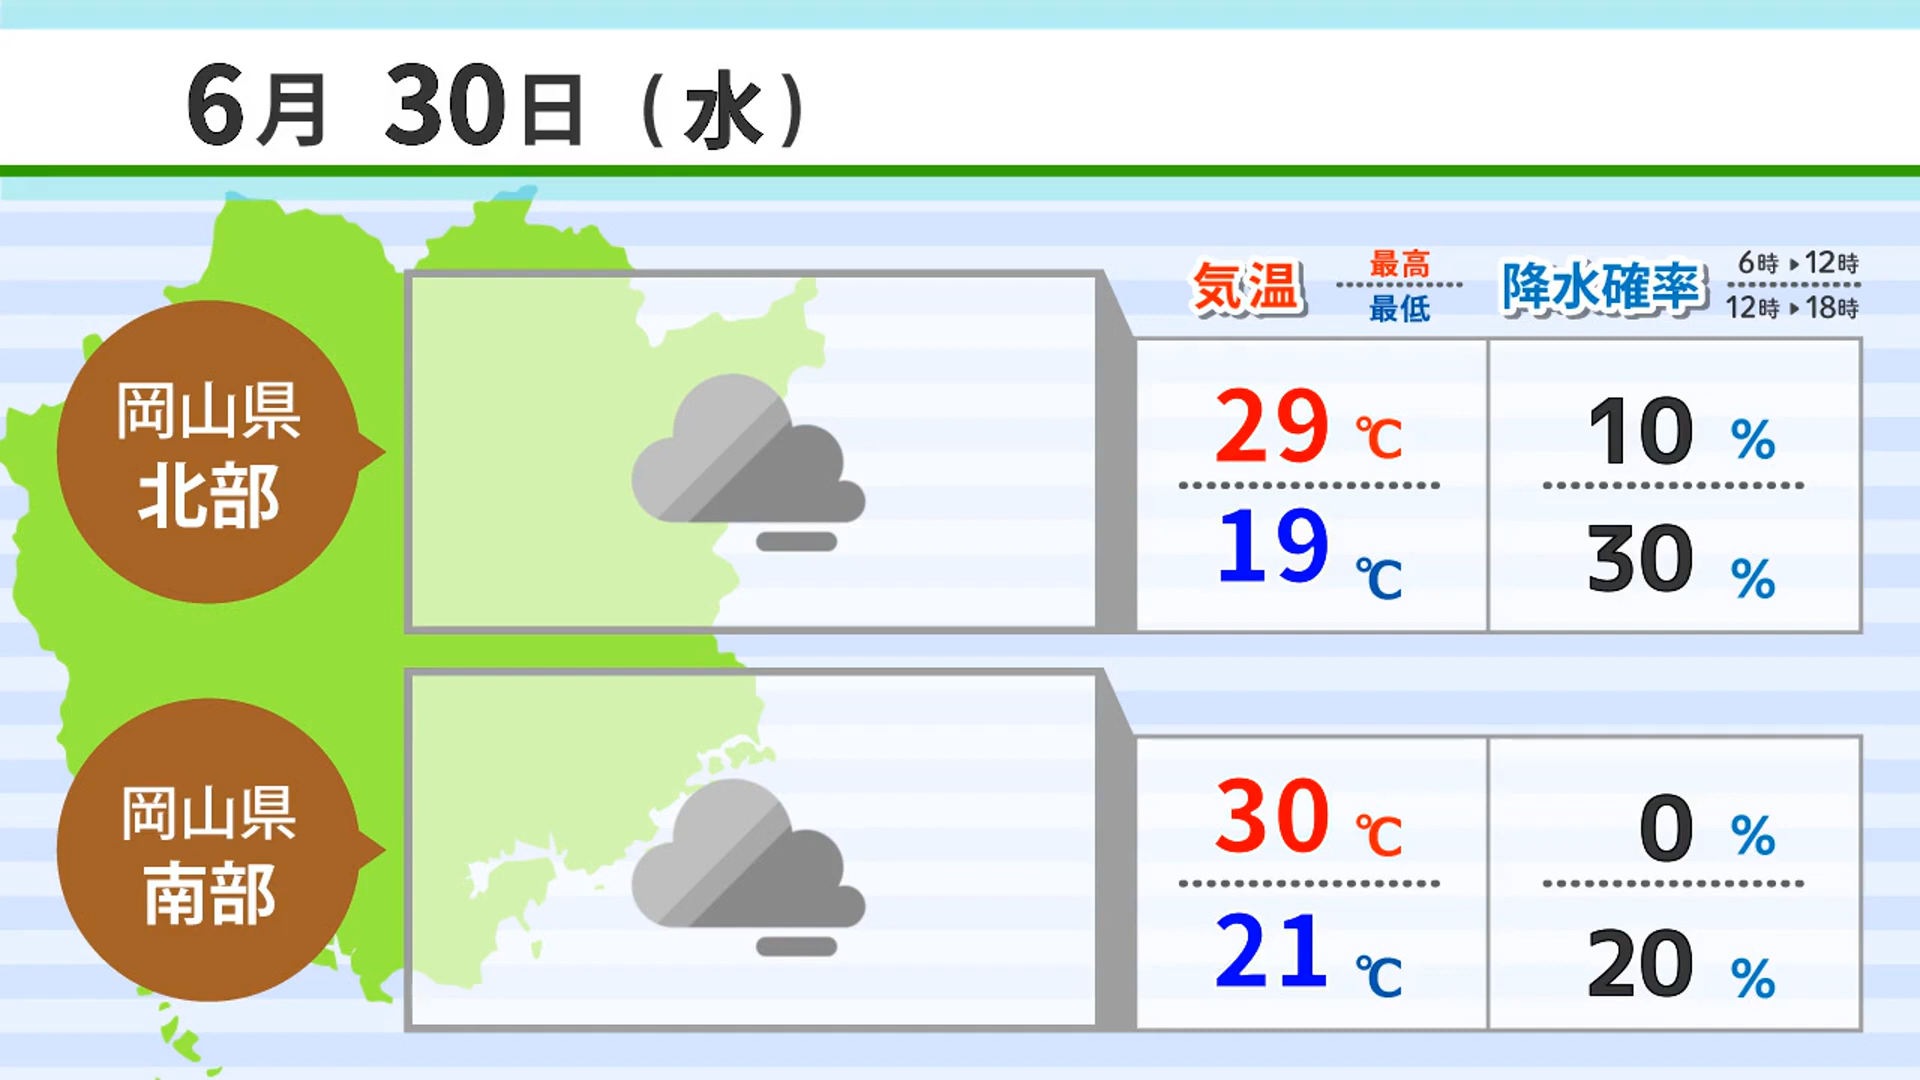 6月 30日（水）
気温 最高 降水確率 6時▶12時
最低 12時▶18時
岡山県
北部
29℃ 10%
19℃ 30%
岡山県
南部
30℃ 0%
21℃ 20%